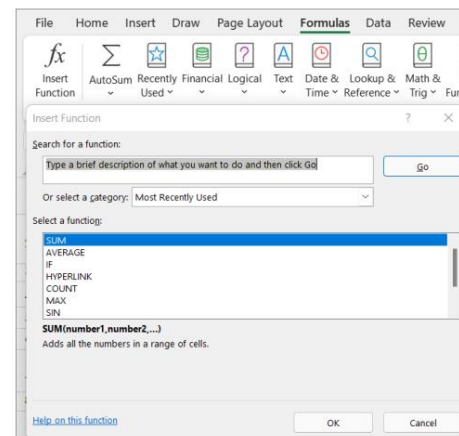 File Home Insert Draw Page Layout Formulas Data Review
fx
Insert Function
AutoSum
Recently Used
Financial
Logical
Text
Date & Time
Lookup & Reference
Math & Trig
Insert Function ? ×
Search for a function:
Type a brief description of what you want to do and then click Go
Go
Or select a category: Most Recently Used
Select a function:
SUM
AVERAGE
IF
HYPERLINK
COUNT
MAX
SIN
SUM(number1,number2,...)
Adds all the numbers in a range of cells.
Help on this function
OK Cancel